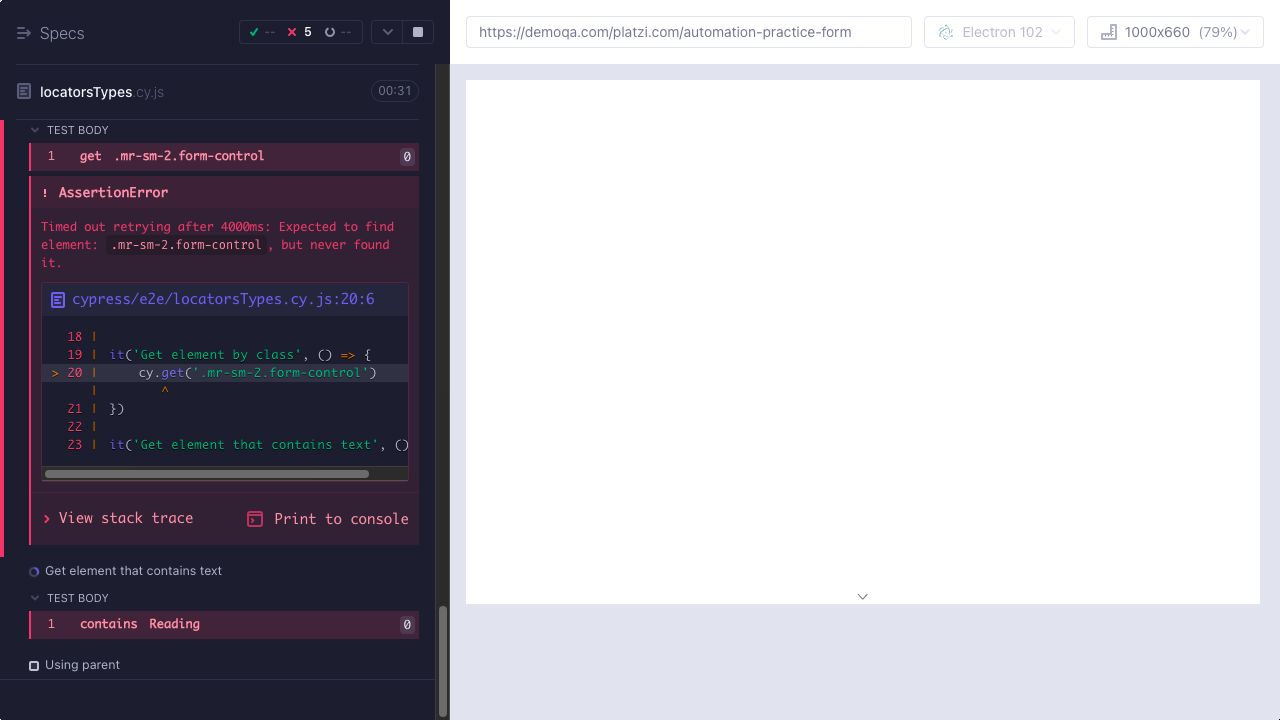 Specs
-- 5 --
locatorsTypes.cy.js 00:31
TEST BODY
1 get .mr-sm-2.form-control 0
! AssertionError
Timed out retrying after 4000ms: Expected to find
element: .mr-sm-2.form-control, but never found
it.
cypress/e2e/locatorsTypes.cy.js:20:6
18 |
19 | it('Get element by class', () => {
> 20 | cy.get('.mr-sm-2.form-control')
| ^
21 | })
22 |
23 | it('Get element that contains text', ()
View stack trace
Print to console
Get element that contains text
TEST BODY
1 contains Reading 0
Using parent
https://demoqa.com/platzi.com/automation-practice-form
Electron 102
1000x660 (79%)